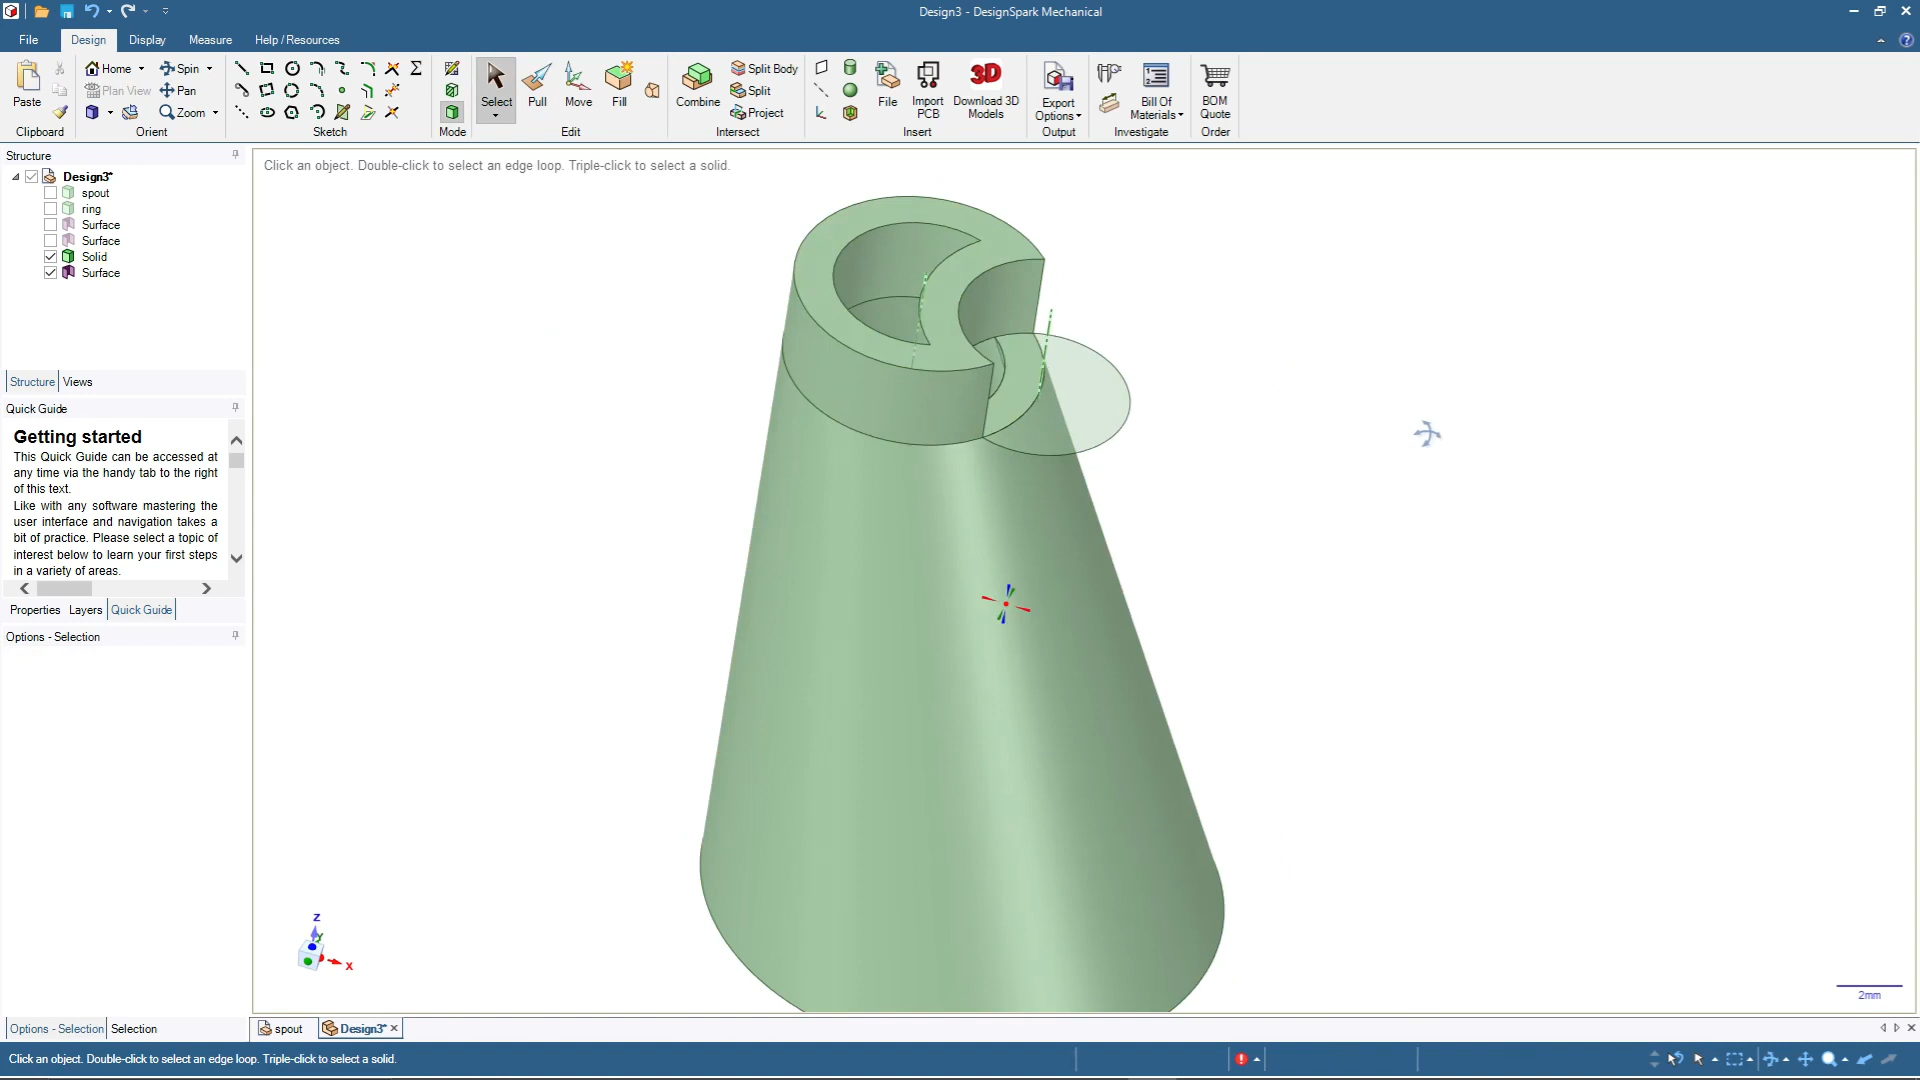 Design3 - DesignSpark Mechanical
File Design Display Measure Help / Resources
Paste
Clipboard
Home Spin
Plan View Pan
Zoom
Orient
Sketch
Mode
Select Pull Move Fill
Edit
Combine
Split Body
Split
Project
Intersect
File
Import
PCB
3D
Download 3D
Models
Insert
Export
Options
Output
Bill Of
Materials
Investigate
BOM
Quote
Order
Structure
Design3*
spout
ring
Surface
Surface
Solid
Surface
Structure Views
Quick Guide
Getting started
This Quick Guide can be accessed at
any time via the handy tab to the right
of this text.
Like with any software mastering the
user interface and navigation takes a
bit of practice. Please select a topic of
interest below to learn your first steps
in a variety of areas.
Properties Layers Quick Guide
Options - Selection
Options - Selection Selection
Click an object. Double-click to select an edge loop. Triple-click to select a solid.
Z
Y
X
2mm
spout Design3*
Click an object. Double-click to select an edge loop. Triple-click to select a solid.